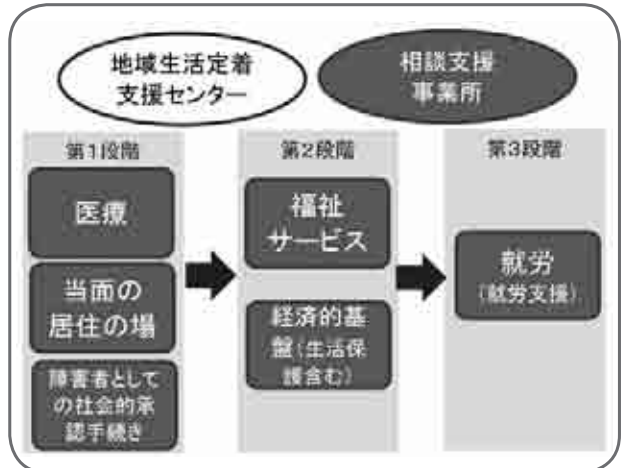 地域生活定着
支援センター
相談支援
事業所
第1段階
医療
当面の
居住の場
障害者として
の社会的承
認手続き
第2段階
福祉
サービス
経済的基
盤(生活保
護含む)
第3段階
就労
(就労支援)